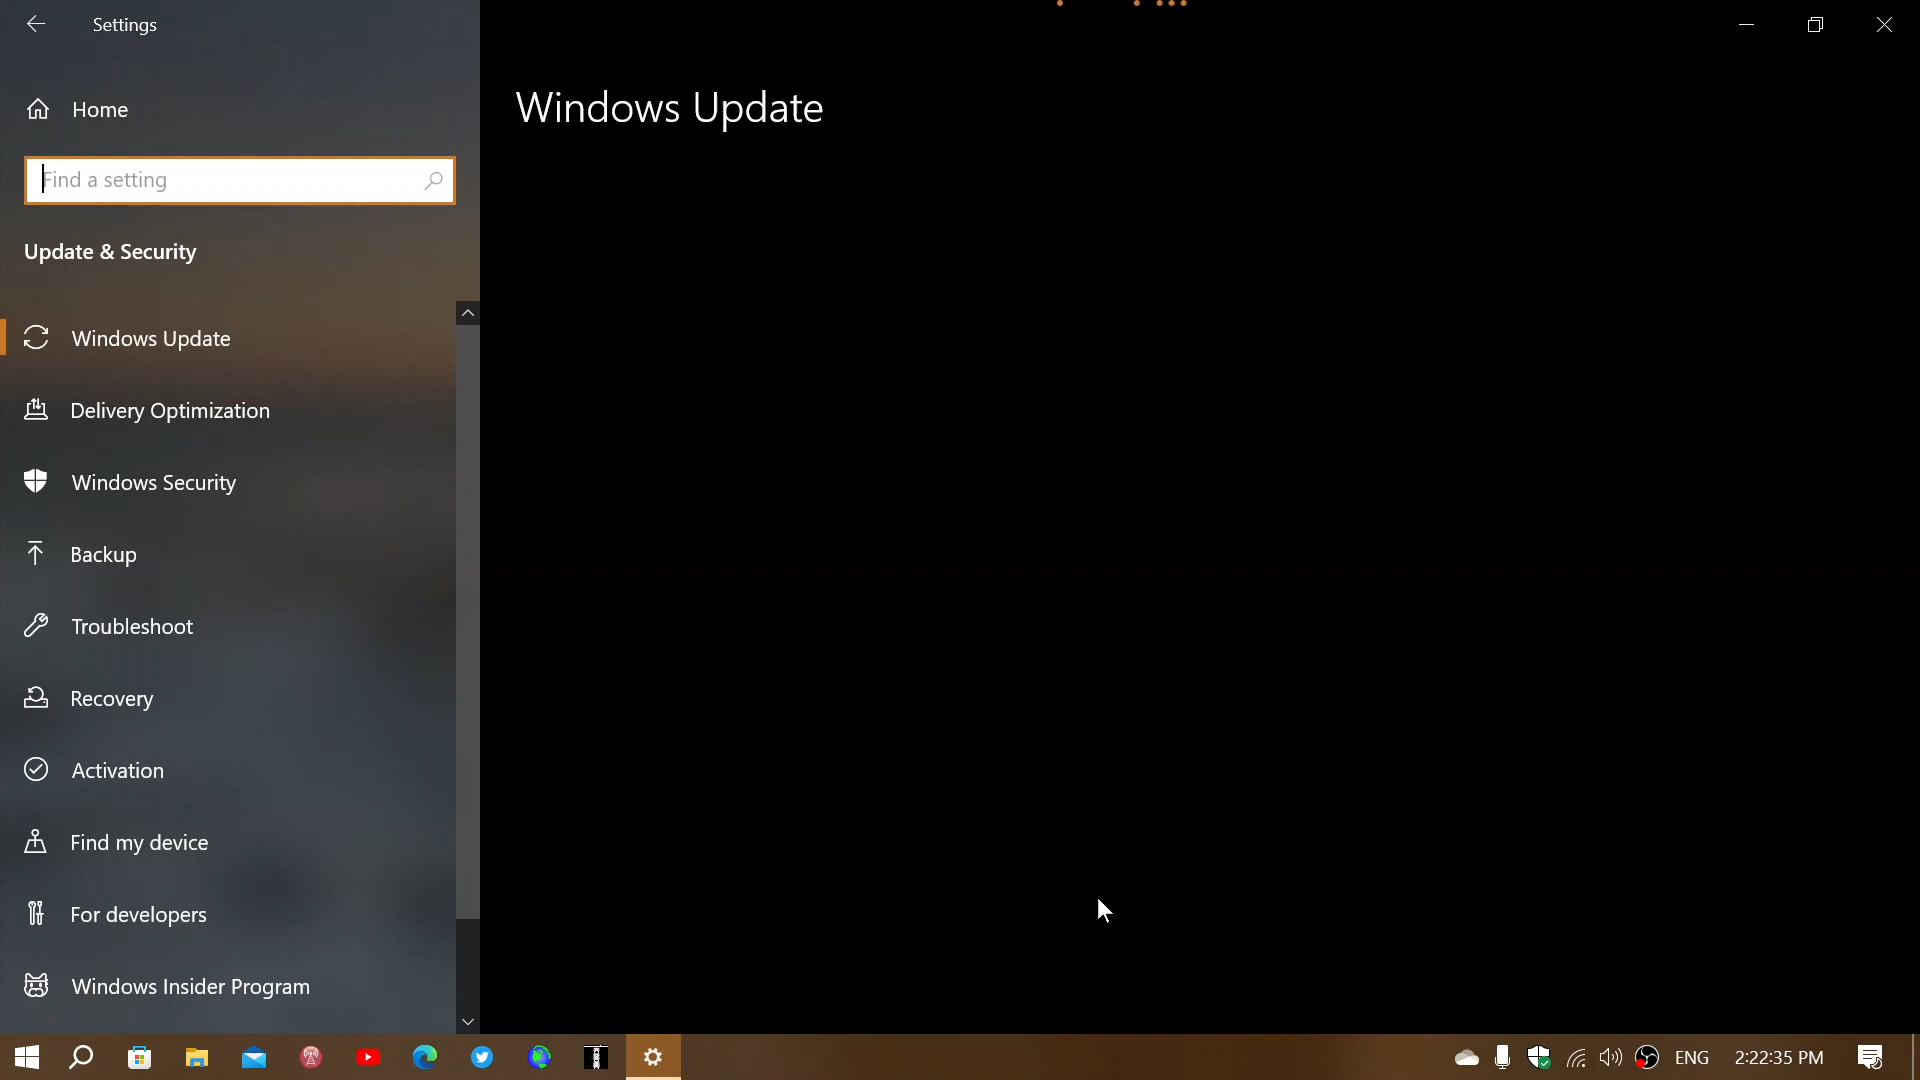 Settings
Home
Find a setting
Update & Security
Windows Update
Delivery Optimization
Windows Security
Backup
Troubleshoot
Recovery
Activation
Find my device
For developers
Windows Insider Program
Windows Update
ENG
2:22:35 PM